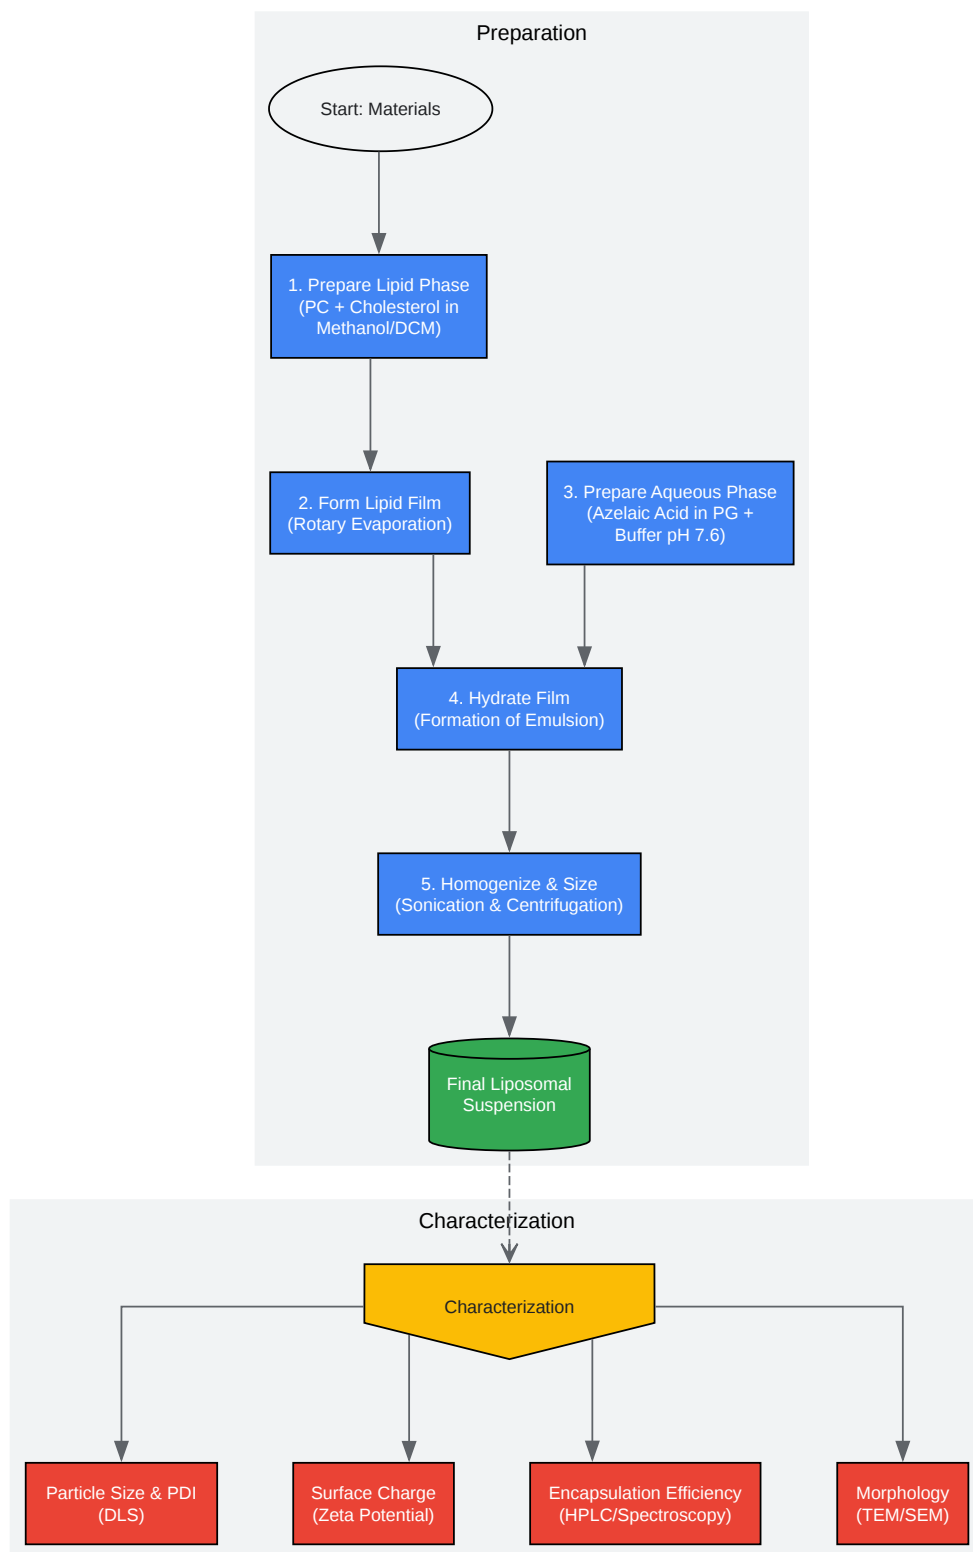 Preparation
Start: Materials
1. Prepare Lipid Phase
(PC + Cholesterol in
Methanol/DCM)
2. Form Lipid Film
(Rotary Evaporation)
3. Prepare Aqueous Phase
(Azelaic Acid in PG +
Buffer pH 7.6)
4. Hydrate Film
(Formation of Emulsion)
5. Homogenize & Size
(Sonication & Centrifugation)
Final Liposomal
Suspension
Characterization
Characterization
Particle Size & PDI
(DLS)
Surface Charge
(Zeta Potential)
Encapsulation Efficiency
(HPLC/Spectroscopy)
Morphology
(TEM/SEM)